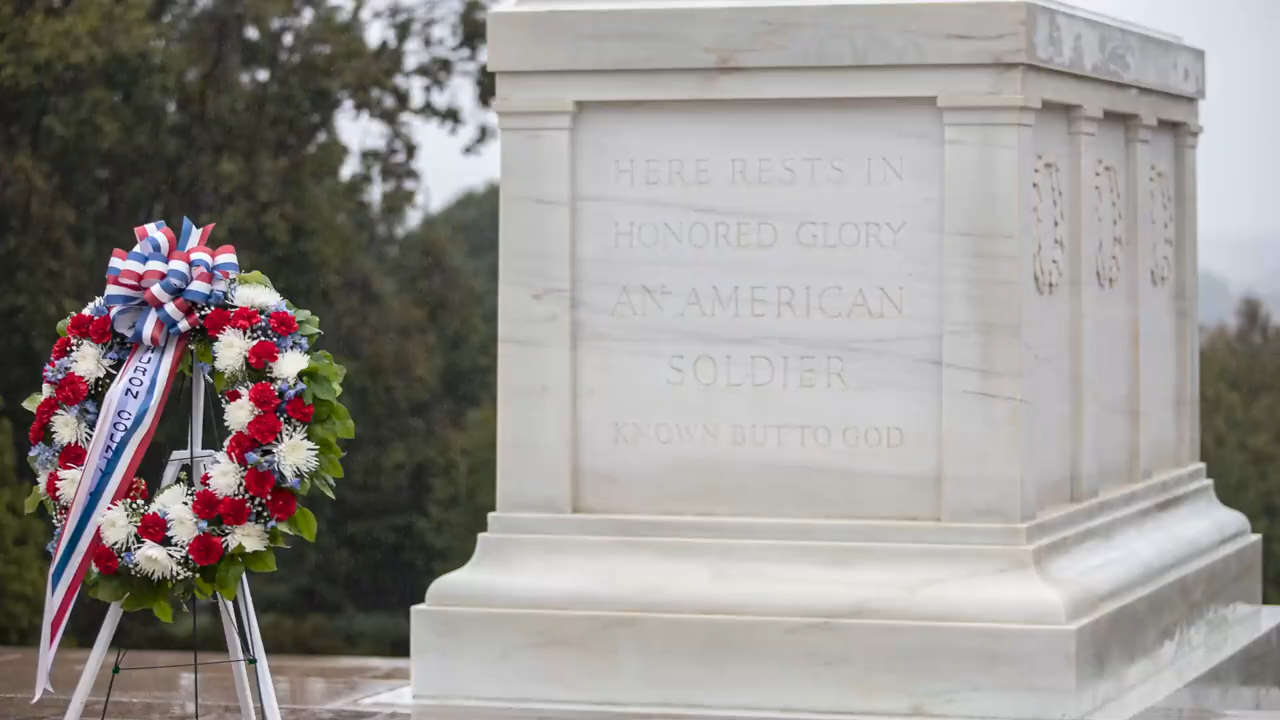 HERE RESTS IN
HONORED GLORY
AN AMERICAN
SOLDIER
KNOWN BUT TO GOD